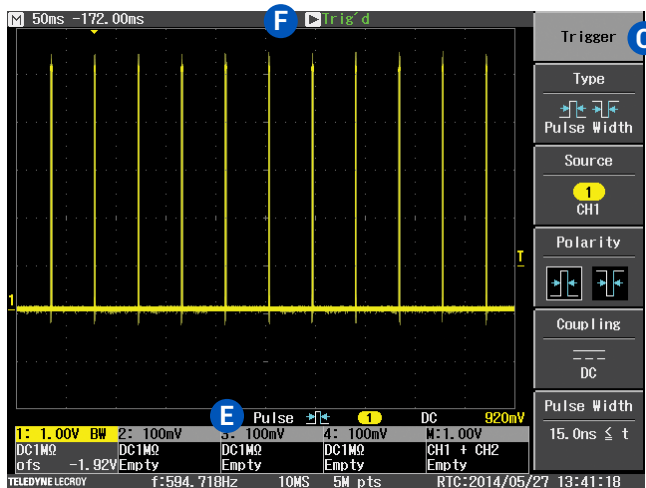 M 50ms -172.00ms F Trig'd
Trigger
Type
Pulse Width
Source
1
CH1
Polarity
T
1
Coupling
DC
Pulse Width
15.0ns ≦ t
E Pulse 1 DC 920mV
1: 1.00V BW 2: 100mV 3: 100mV 4: 100mV M:1.00V
DC1MΩ DC1MΩ DC1MΩ DC1MΩ CH1 + CH2
ofs -1.92V Empty Empty Empty Empty
TELEDYNE LECROY f:594.718Hz 10MS 5M pts RTC:2014/05/27 13:41:18